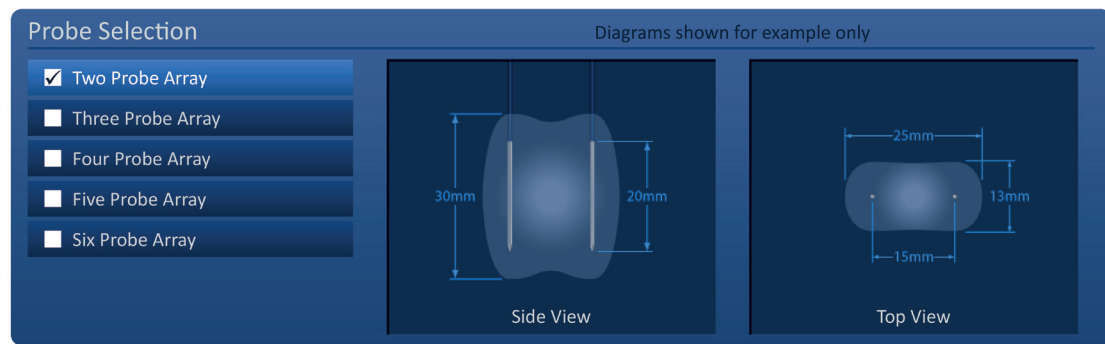 Probe Selection
Diagrams shown for example only
Two Probe Array
Three Probe Array
Four Probe Array
Five Probe Array
Six Probe Array
30mm
20mm
Side View
25mm
13mm
15mm
Top View